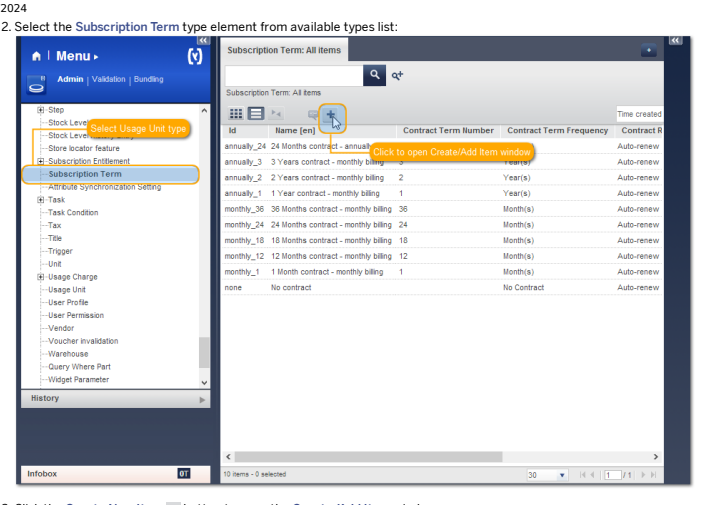 2024
2. Select the Subscription Term type element from available types list:
Menu
Admin | Validation | Bundling
Step
Stock Level
Select Usage Unit type
Stock Level
Store locator feature
Subscription Entitlement
Subscription Term
Attribute Synchronization Setting
Task
Task Condition
Tax
Title
Trigger
Unit
Usage Charge
Usage Unit
User Profile
User Permission
Vendor
Voucher invalidation
Warehouse
Query Where Part
Widget Parameter
History
Infobox
0T
Subscription Term: All items
Subscription Term: All items
Time created
Id Name [en] Contract Term Number Contract Term Frequency Contract R
annually_24 24 Months contract - annually Auto-renew
Click to open Create/Add Item window
annually_3 3 Years contract - monthly billing 3 Year(s) Auto-renew
annually_2 2 Years contract - monthly billing 2 Year(s) Auto-renew
annually_1 1 Year contract - monthly billing 1 Year(s) Auto-renew
monthly_36 36 Months contract - monthly billing 36 Month(s) Auto-renew
monthly_24 24 Months contract - monthly billing 24 Month(s) Auto-renew
monthly_18 18 Months contract - monthly billing 18 Month(s) Auto-renew
monthly_12 12 Months contract - monthly billing 12 Month(s) Auto-renew
monthly_1 1 Month contract - monthly billing 1 Month(s) Auto-renew
none No contract No Contract Auto-renew
10 items - 0 selected
30
1 / 1